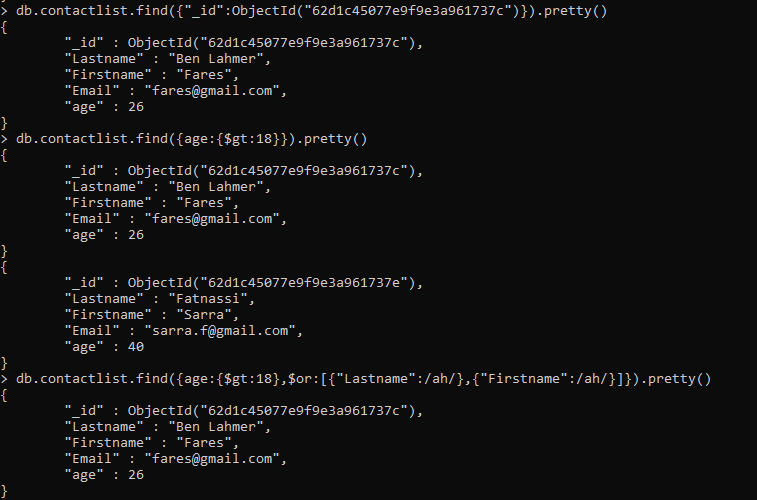 > db.contactlist.find({"_id":ObjectId("62d1c45077e9f9e3a961737c")}).pretty()
{
        "_id" : ObjectId("62d1c45077e9f9e3a961737c"),
        "Lastname" : "Ben Lahmer",
        "Firstname" : "Fares",
        "Email" : "fares@gmail.com",
        "age" : 26
}
> db.contactlist.find({age:{$gt:18}}).pretty()
{
        "_id" : ObjectId("62d1c45077e9f9e3a961737c"),
        "Lastname" : "Ben Lahmer",
        "Firstname" : "Fares",
        "Email" : "fares@gmail.com",
        "age" : 26
}
{
        "_id" : ObjectId("62d1c45077e9f9e3a961737e"),
        "Lastname" : "Fatnassi",
        "Firstname" : "Sarra",
        "Email" : "sarra.f@gmail.com",
        "age" : 40
}
> db.contactlist.find({age:{$gt:18},$or:[{"Lastname":/ah/},{"Firstname":/ah/}]}).pretty()
{
        "_id" : ObjectId("62d1c45077e9f9e3a961737c"),
        "Lastname" : "Ben Lahmer",
        "Firstname" : "Fares",
        "Email" : "fares@gmail.com",
        "age" : 26
}